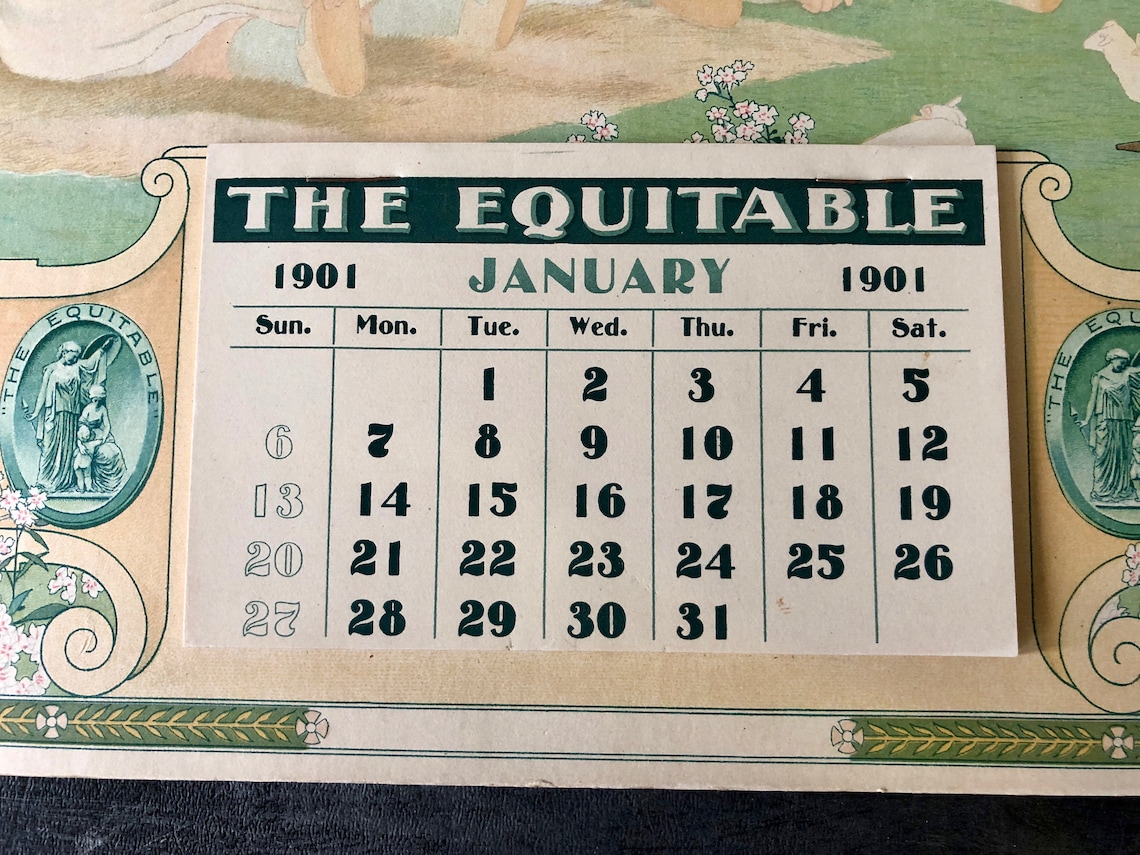 THE EQUITABLE
1901 JANUARY 1901
Sun. Mon. Tue. Wed. Thu. Fri. Sat.
1 2 3 4 5
6 7 8 9 10 11 12
13 14 15 16 17 18 19
20 21 22 23 24 25 26
27 28 29 30 31
"THE EQUITABLE"
"THE EQU